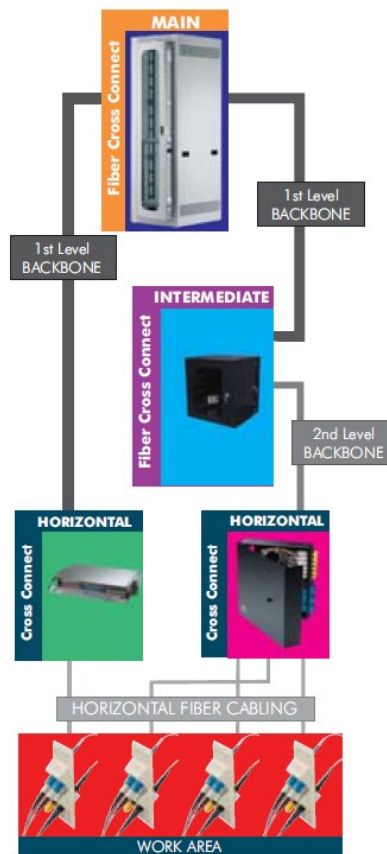 MAIN
Fiber Cross Connect
1st Level
BACKBONE
1st Level
BACKBONE
INTERMEDIATE
Fiber Cross Connect
2nd Level
BACKBONE
HORIZONTAL
Cross Connect
HORIZONTAL
Cross Connect
HORIZONTAL FIBER CABLING
WORK AREA